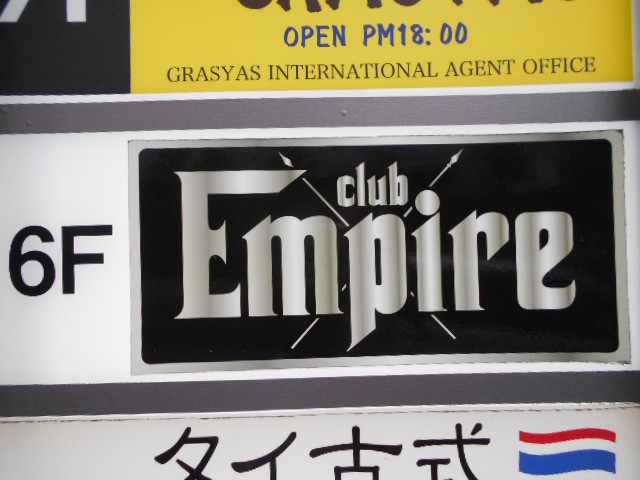 OPEN PM18:00
GRASYAS INTERNATIONAL AGENT OFFICE
6F
club
Empire
タイ古式